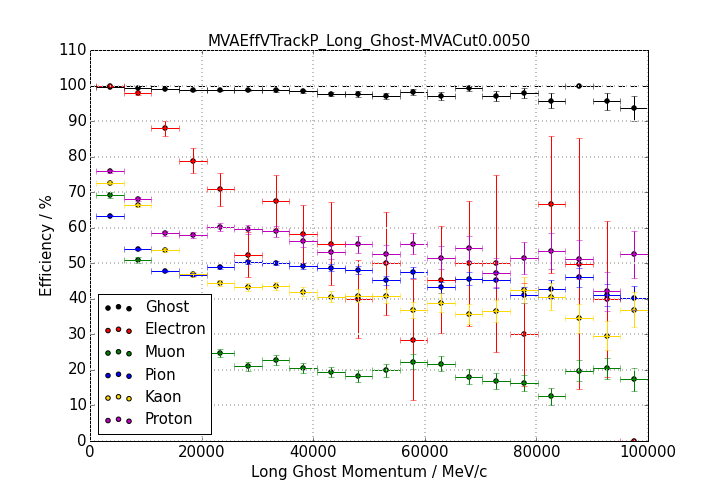 MVAEffVTrackP_Long_Ghost-MVACut0.0050
110
100
90
80
70
60
50
40
30
20
10
0
Efficiency / %
Ghost
Electron
Muon
Pion
Kaon
Proton
0 20000 40000 60000 80000 100000
Long Ghost Momentum / MeV/c